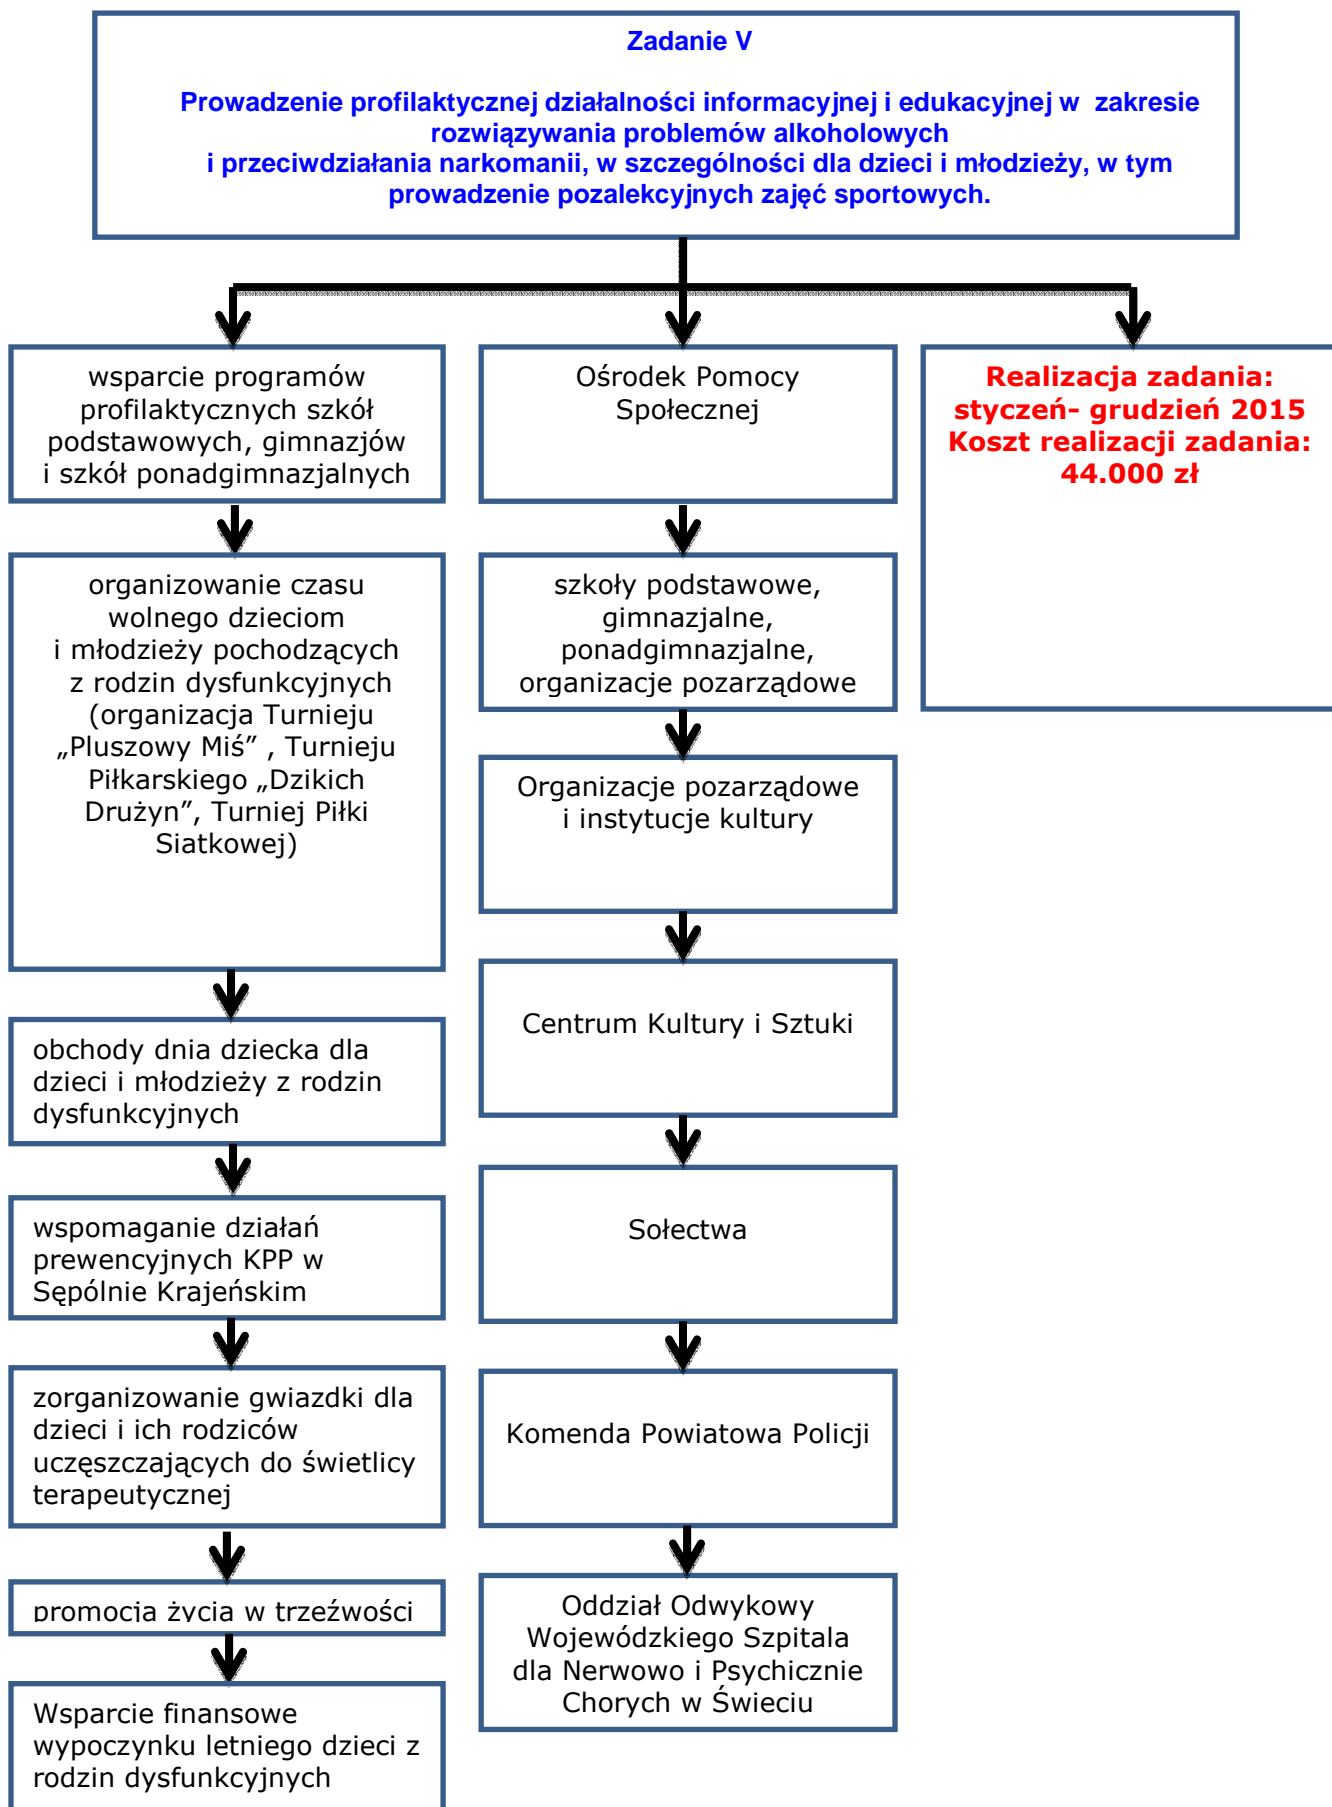 Zadanie V
Prowadzenie profilaktycznej działalności informacyjnej i edukacyjnej w zakresie
rozwiązywania problemów alkoholowych
i przeciwdziałania narkomanii, w szczególności dla dzieci i młodzieży, w tym
prowadzenie pozalekcyjnych zajęć sportowych.
wsparcie programów
profilaktycznych szkół
podstawowych, gimnazjów
i szkół ponadgimnazjalnych
organizowanie czasu
wolnego dzieciom
i młodzieży pochodzących
z rodzin dysfunkcyjnych
(organizacja Turnieju
„Pluszowy Miś" , Turnieju
Piłkarskiego „Dzikich
Drużyn", Turniej Piłki
Siatkowej)
obchody dnia dziecka dla
dzieci i młodzieży z rodzin
dysfunkcyjnych
wspomaganie działań
prewencyjnych KPP w
Sępólnie Krajeńskim
zorganizowanie gwiazdki dla
dzieci i ich rodziców
uczęszczających do świetlicy
terapeutycznej
promocja życia w trzeźwości
Wsparcie finansowe
wypoczynku letniego dzieci z
rodzin dysfunkcyjnych
Ośrodek Pomocy
Społecznej
szkoły podstawowe,
gimnazjalne,
ponadgimnazjalne,
organizacje pozarządowe
Organizacje pozarządowe
i instytucje kultury
Centrum Kultury i Sztuki
Sołectwa
Komenda Powiatowa Policji
Oddział Odwykowy
Wojewódzkiego Szpitala
dla Nerwowo i Psychicznie
Chorych w Świeciu
Realizacja zadania:
styczeń- grudzień 2015
Koszt realizacji zadania:
44.000 zł